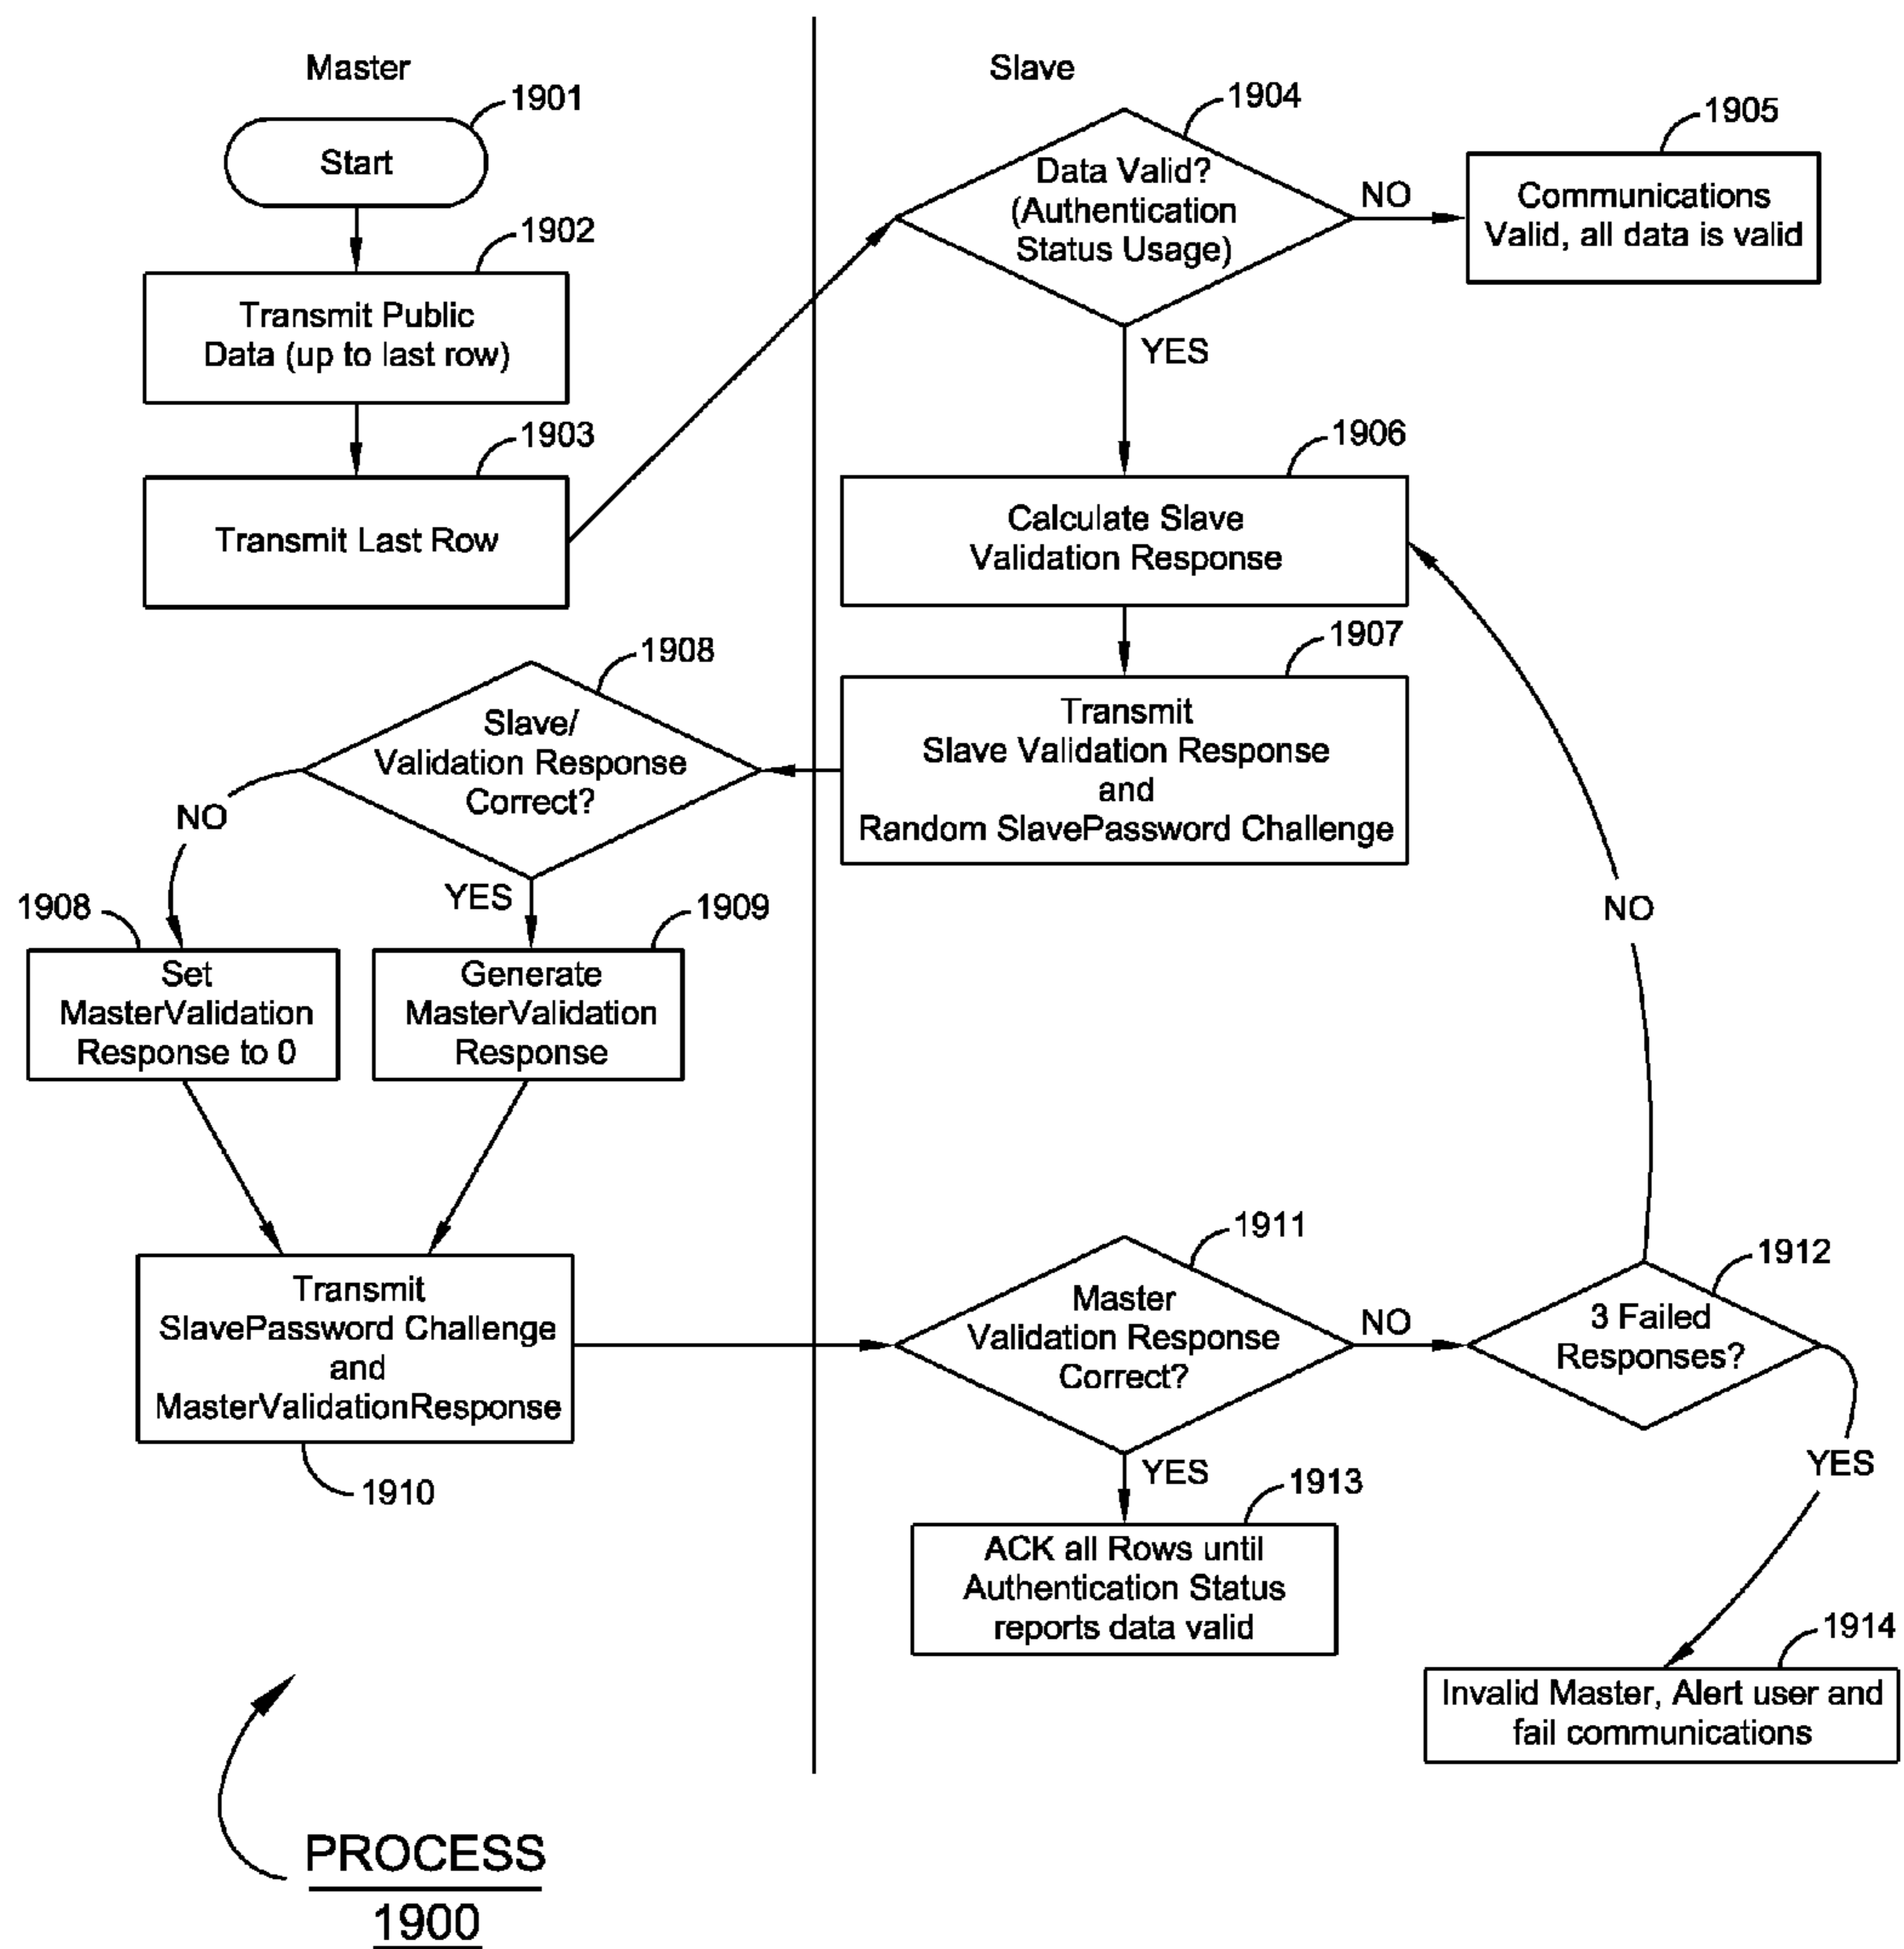 Master
1901
Start
1902
Transmit Public
Data (up to last row)
1903
Transmit Last Row
Slave
1904
Data Valid?
(Authentication
Status Usage)
NO
1905
Communications
Valid, all data is valid
YES
1906
Calculate Slave
Validation Response
1907
Transmit
Slave Validation Response
and
Random SlavePassword Challenge
1908
Slave/
Validation Response
Correct?
NO
YES
1908
Set
MasterValidation
Response to 0
1909
Generate
MasterValidation
Response
Transmit
SlavePassword Challenge
and
MasterValidationResponse
1910
1911
Master
Validation Response
Correct?
NO
1912
3 Failed
Responses?
NO
YES
YES
1913
ACK all Rows until
Authentication Status
reports data valid
1914
Invalid Master, Alert user and
fail communications
PROCESS
1900